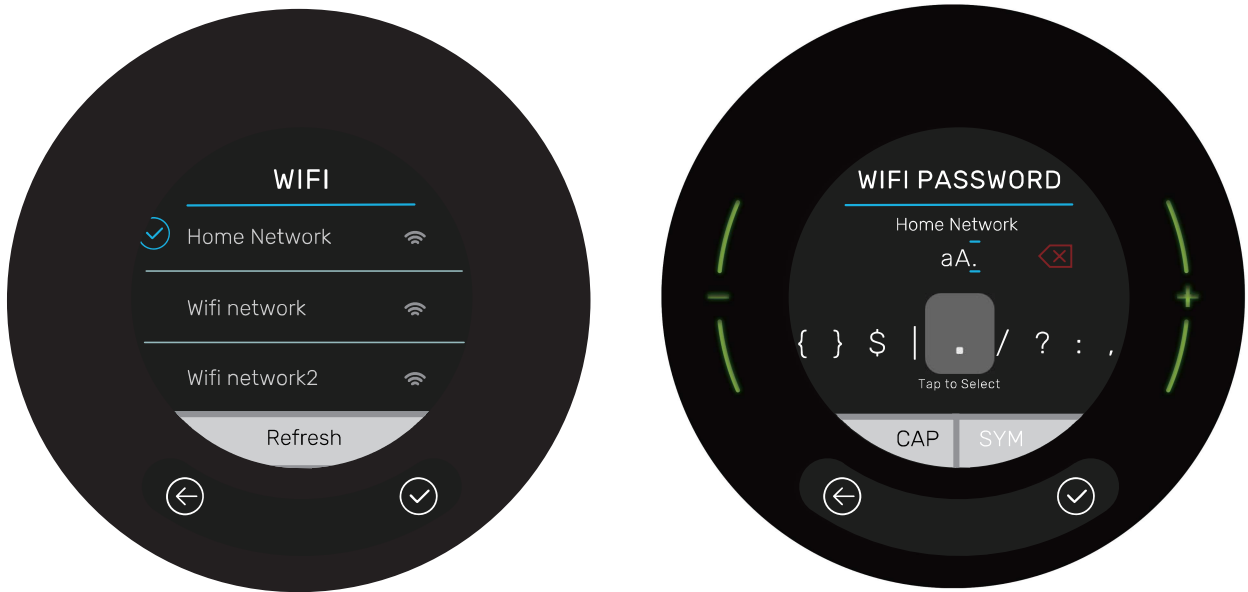 WIFI
Home Network
Wifi network
Wifi network2
Refresh
WIFI PASSWORD
Home Network
aA.
{ } $ | . / ? : ,
Tap to Select
CAP SYM